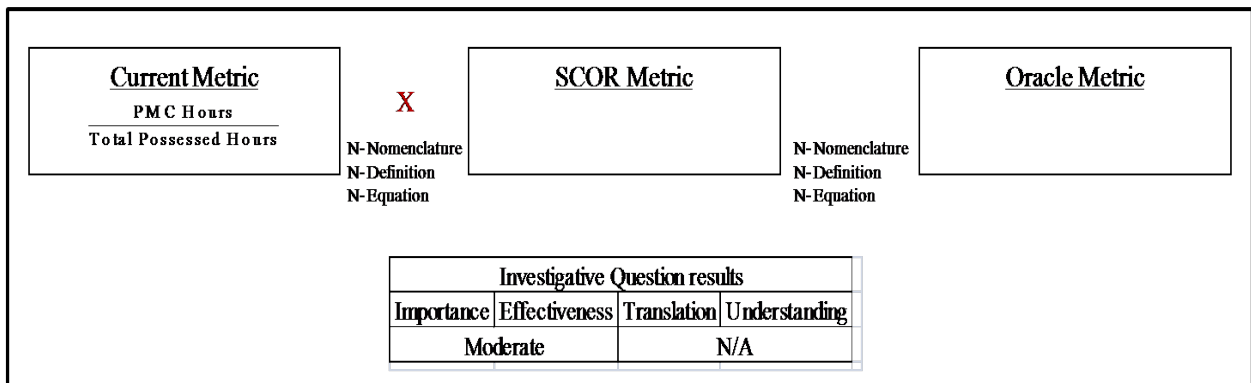 Current Metric
PMC Hours
Total Possessed Hours
X
N-Nomenclature
N-Definition
N-Equation
SCOR Metric
N-Nomenclature
N-Definition
N-Equation
Oracle Metric
Investigative Question results
Importance Effectiveness Translation Understanding
Moderate N/A